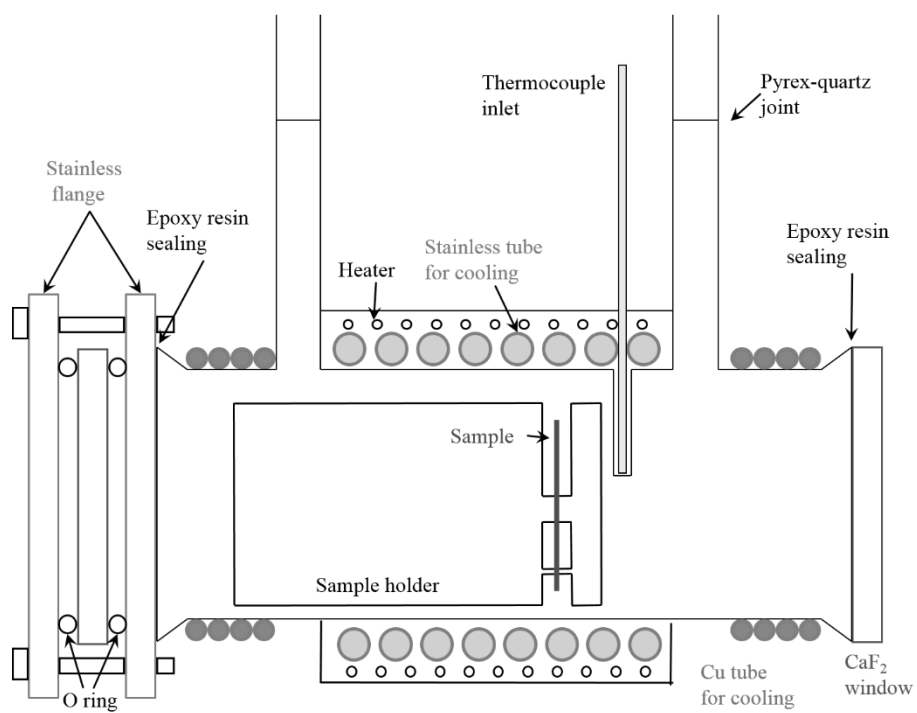 Thermocouple
inlet
Pyrex-quartz
joint
Stainless
flange
Epoxy resin
sealing
Heater
Stainless tube
for cooling
Epoxy resin
sealing
Sample
Sample holder
O ring
Cu tube
for cooling
CaF₂
window